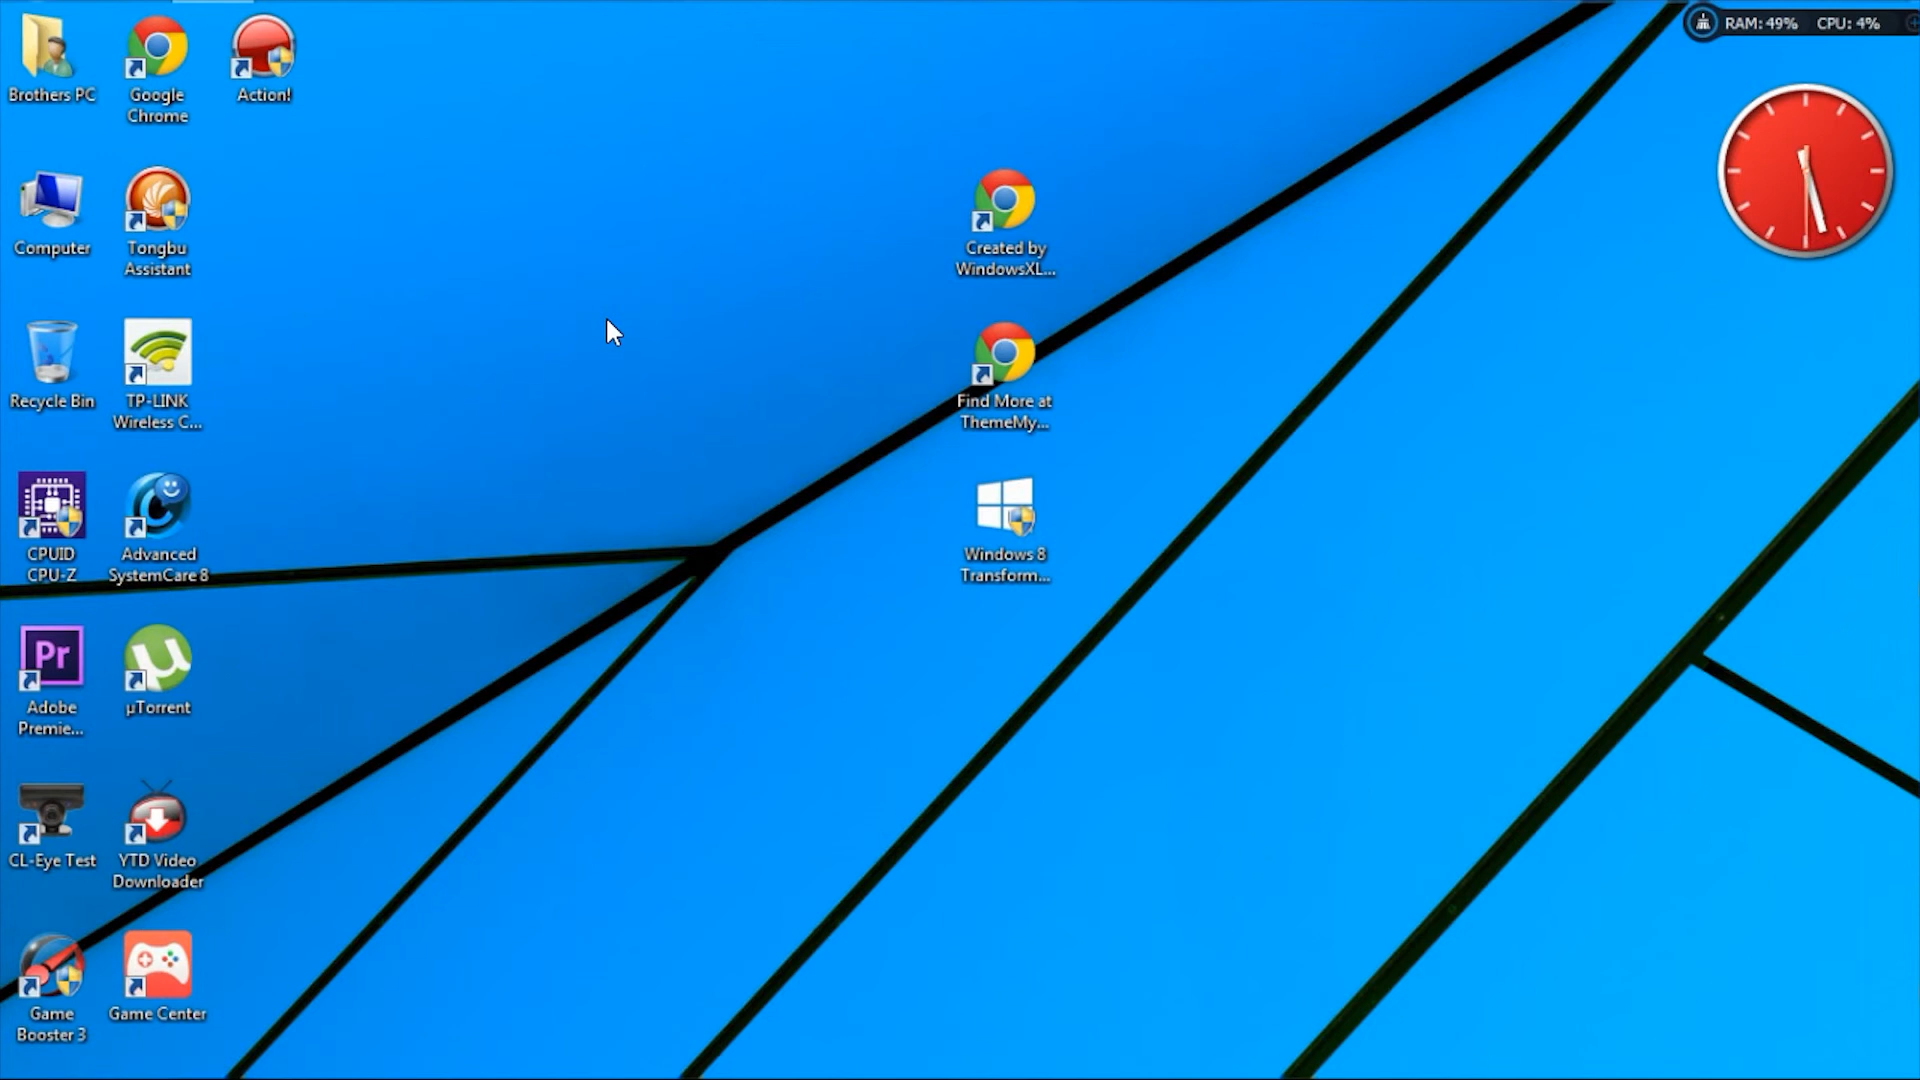 RAM: 49% CPU: 4%
Brothers PC
Google
Chrome
Action!
Computer
Tongbu
Assistant
Created by
WindowsXL...
Recycle Bin
TP-LINK
Wireless C...
Find More at
ThemeMy...
CPUID
CPU-Z
Advanced
SystemCare 8
Windows 8
Transform...
Pr
Adobe
Premie...
µ
µTorrent
CL-Eye Test
YTD Video
Downloader
Game
Booster 3
Game Center